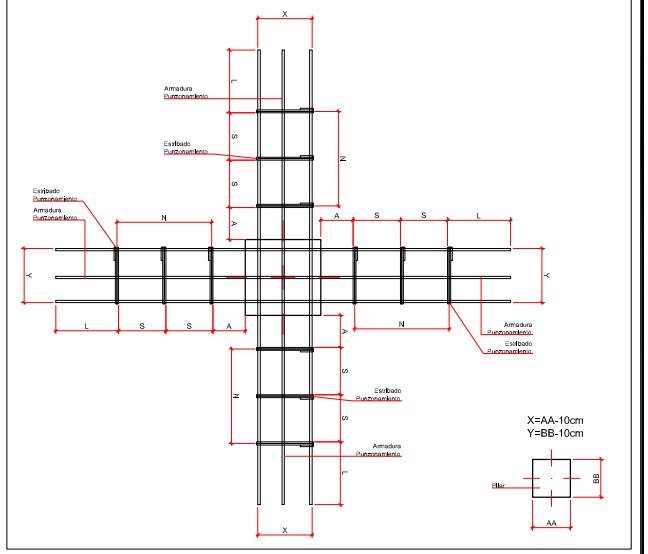 X
L
Armadura
Punzonamiento
S
Estribado
Punzonamiento
N
S
A
Estribado
Punzonamiento
Armadura
Punzonamiento
N
A
S
S
L
Y
Y
L
S
S
A
N
Armadura
Punzonamiento
Estribado
Punzonamiento
A
S
N
Estribado
Punzonamiento
S
Armadura
Punzonamiento
L
X
X=AA-10cm
Y=BB-10cm
Pilar
BB
AA